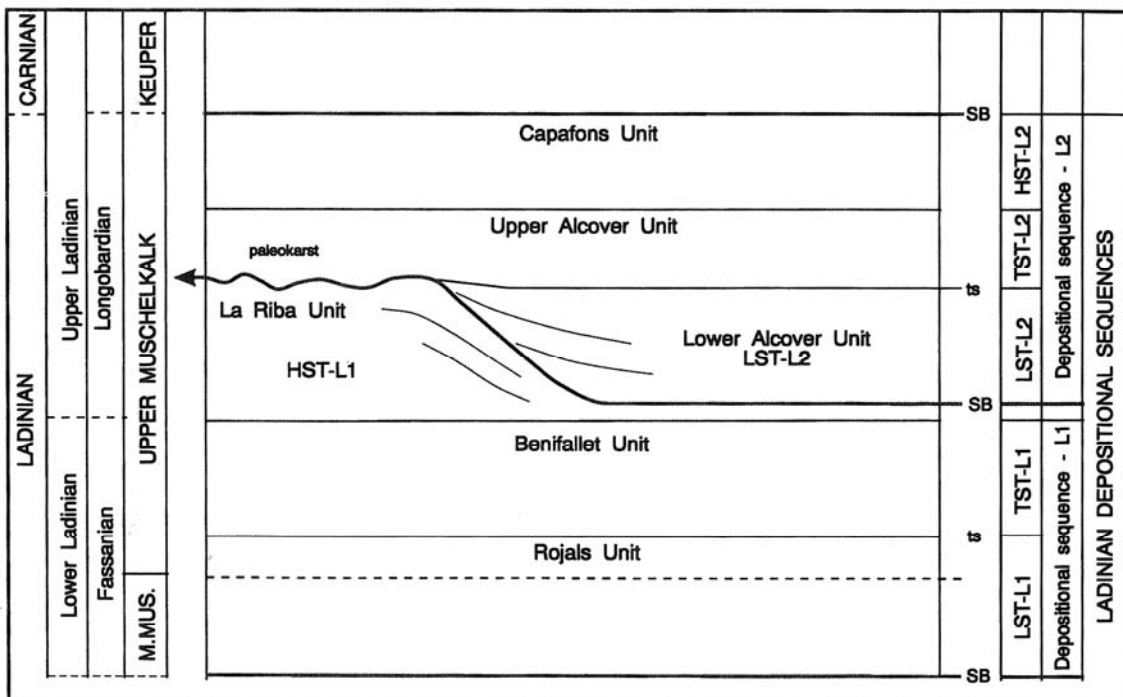 CARNIAN
LADINIAN
Upper Ladinian
Lower Ladinian
Longobardian
Fassanian
KEUPER
UPPER MUSCHELKALK
M.MUS.
SB
Capafons Unit
Upper Alcover Unit
paleokarst
ts
La Riba Unit
Lower Alcover Unit
LST-L2
HST-L1
SB
Benifallet Unit
ts
Rojals Unit
SB
HST-L2
TST-L2
LST-L2
TST-L1
LST-L1
Depositional sequence - L2
Depositional sequence - L1
LADINIAN DEPOSITIONAL SEQUENCES